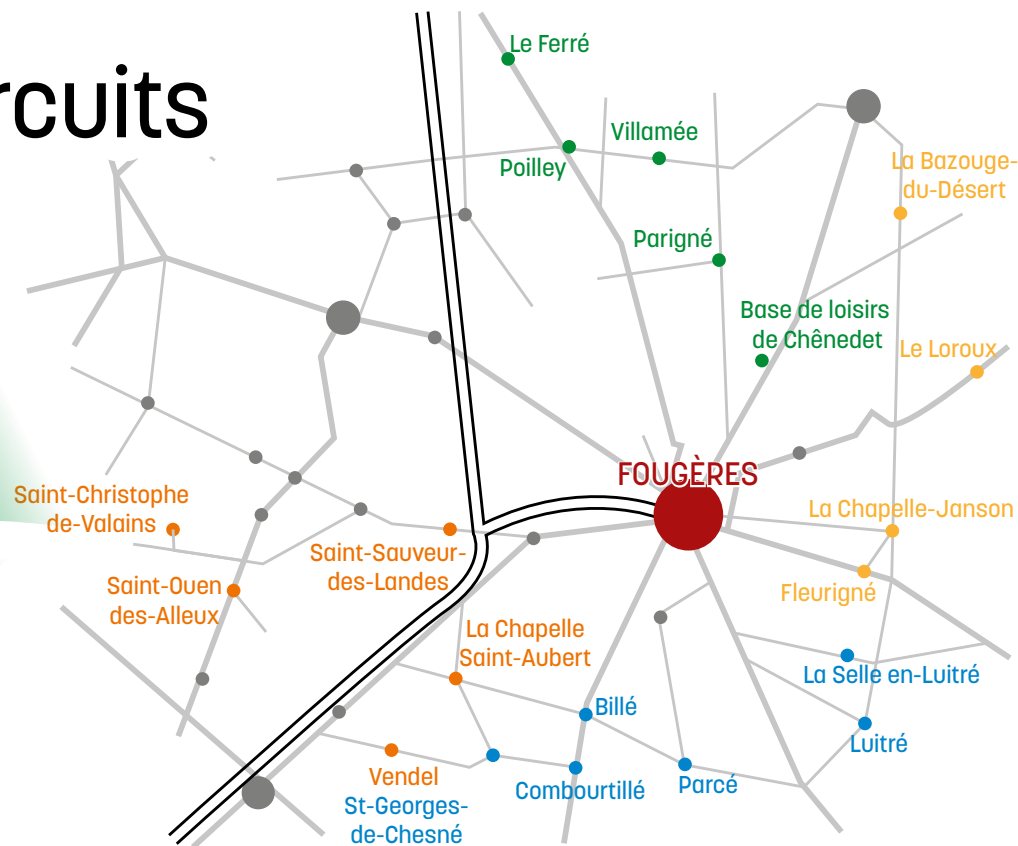 rcuits
Le Ferré
Villamée
Poilley
La Bazouge-
du-Désert
Parigné
Base de loisirs
de Chênedet
Le Loroux
FOUGÈRES
Saint-Christophe
de-Valains
La Chapelle-Janson
Saint-Sauveur-
des-Landes
Saint-Ouen
des-Alleux
Fleurigné
La Chapelle
Saint-Aubert
La Selle en-Luitré
Billé
Luitré
Vendel
Combourtillé
Parcé
St-Georges-
de-Chesné